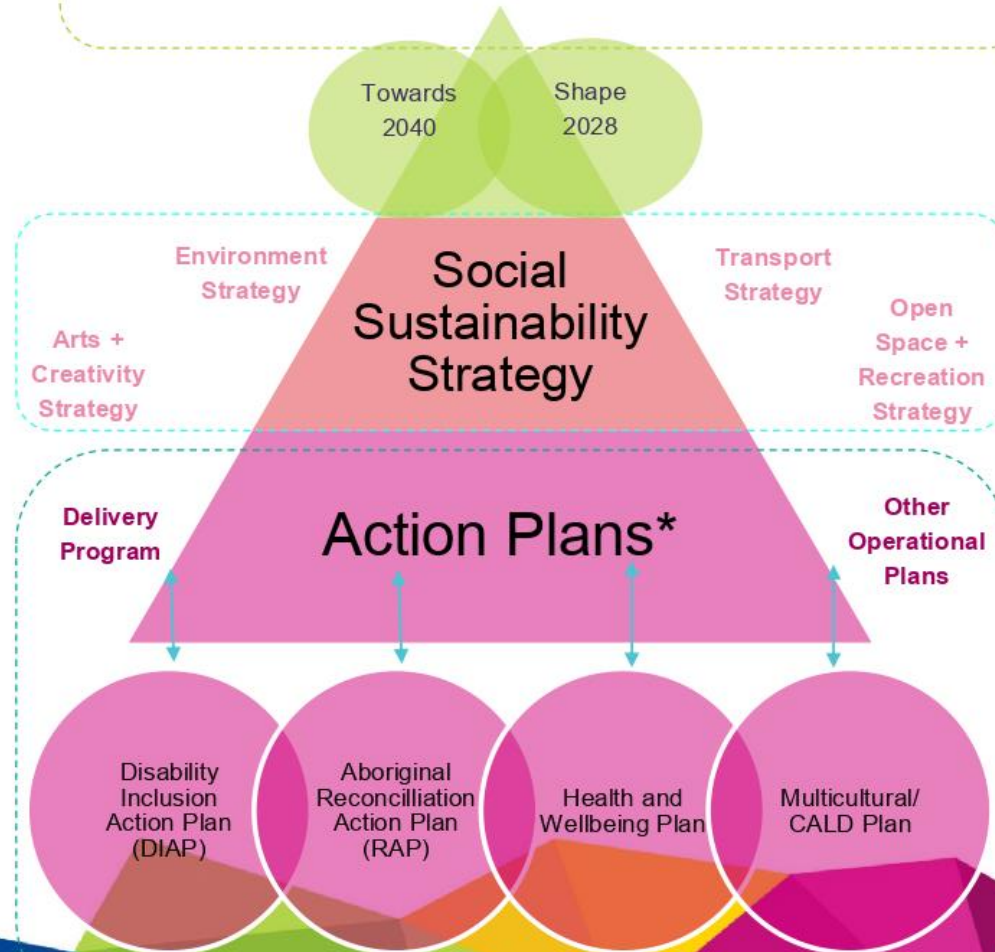 Towards
2040
Shape
2028
Environment
Strategy
Arts +
Creativity
Strategy
Social
Sustainability
Strategy
Transport
Strategy
Open
Space +
Recreation
Strategy
Delivery
Program
Action Plans*
Other
Operational
Plans
Disability
Inclusion
Action Plan
(DIAP)
Aboriginal
Reconcilliation
Action Plan
(RAP)
Health and
Wellbeing Plan
Multicultural/
CALD Plan